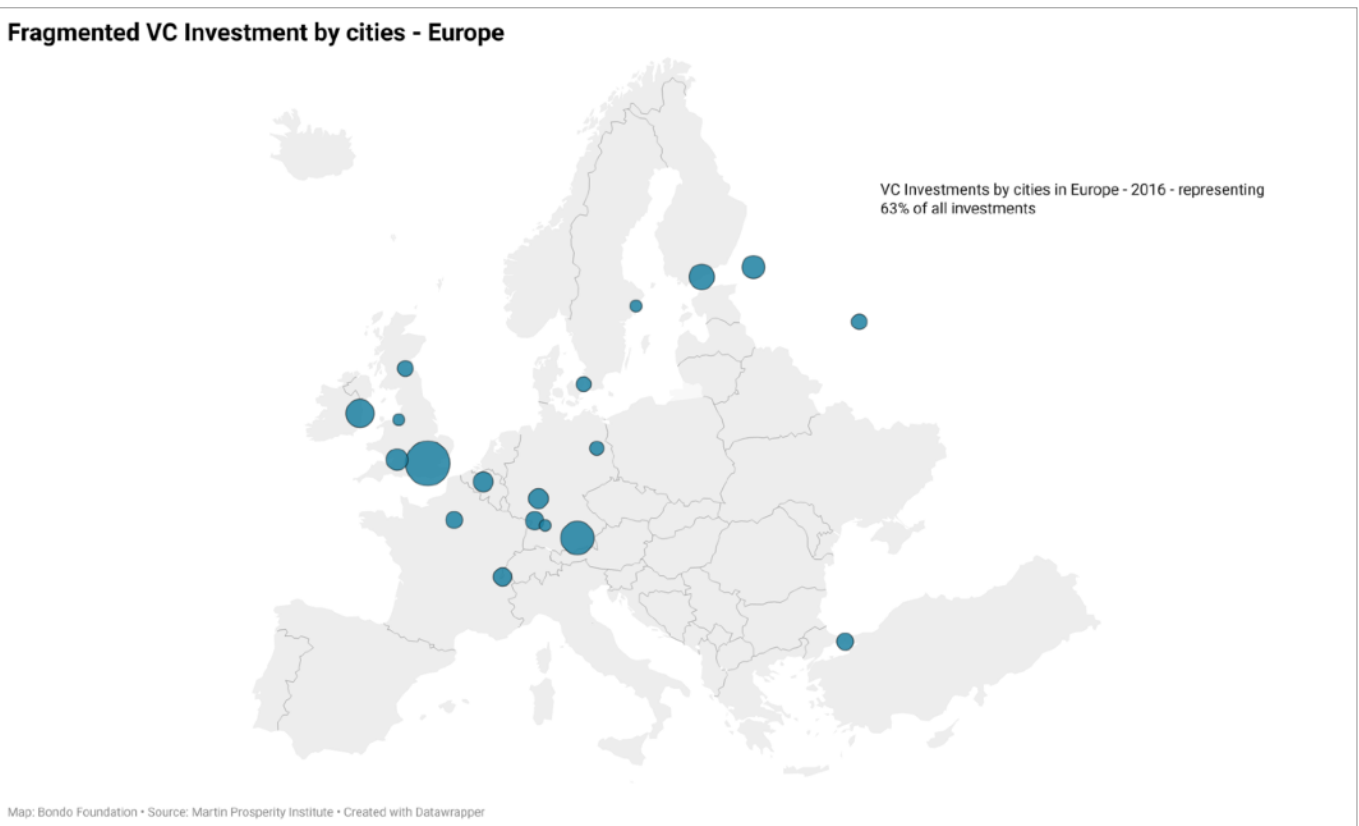 Fragmented VC Investment by cities - Europe
VC Investments by cities in Europe - 2016 - representing
63% of all investments
Map: Bondo Foundation • Source: Martin Prosperity Institute • Created with Datawrapper